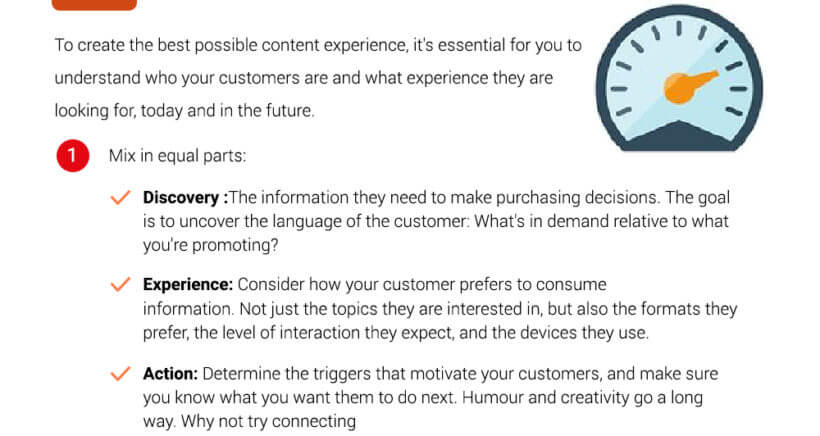 To create the best possible content experience, it's essential for you to
understand who your customers are and what experience they are
looking for, today and in the future.
1 Mix in equal parts:
Discovery :The information they need to make purchasing decisions. The goal
is to uncover the language of the customer: What's in demand relative to what
you're promoting?
Experience: Consider how your customer prefers to consume
information. Not just the topics they are interested in, but also the formats they
prefer, the level of interaction they expect, and the devices they use.
Action: Determine the triggers that motivate your customers, and make sure
you know what you want them to do next. Humour and creativity go a long
way. Why not try connecting